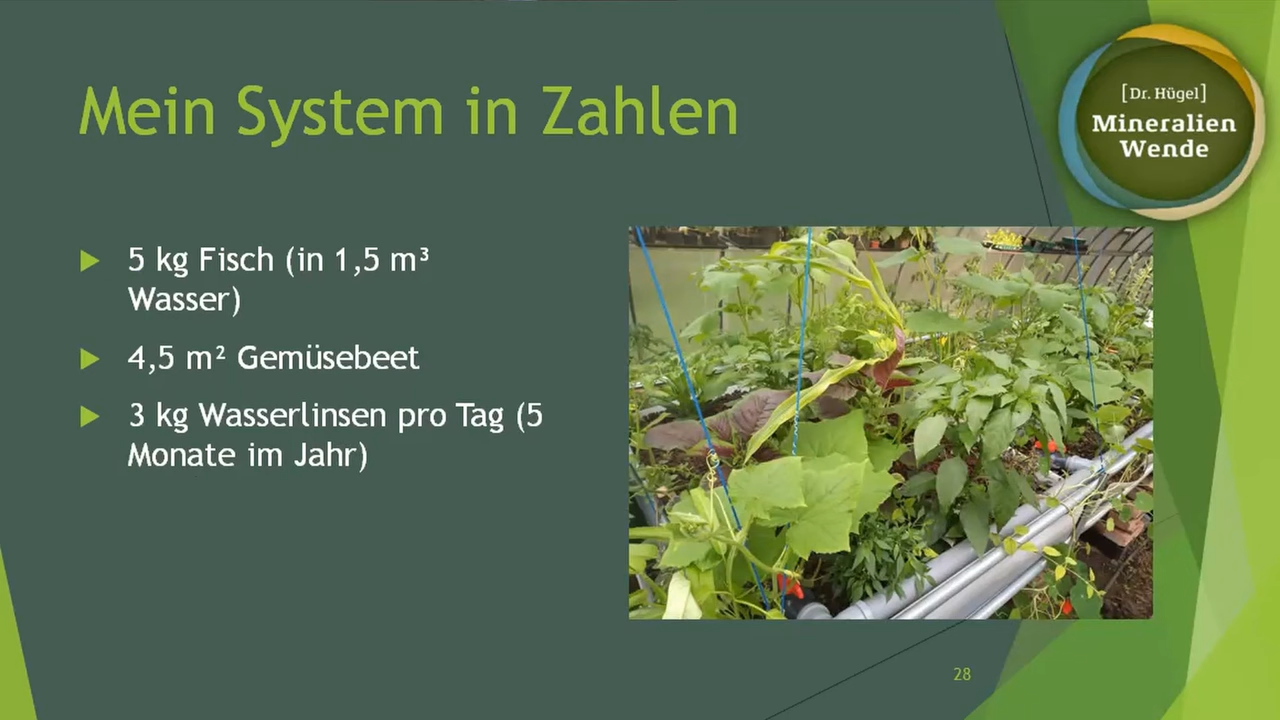 Mein System in Zahlen
[Dr. Hügel]
Mineralien
Wende
5 kg Fisch (in 1,5 m³
Wasser)
4,5 m² Gemüsebeet
3 kg Wasserlinsen pro Tag (5
Monate im Jahr)
28